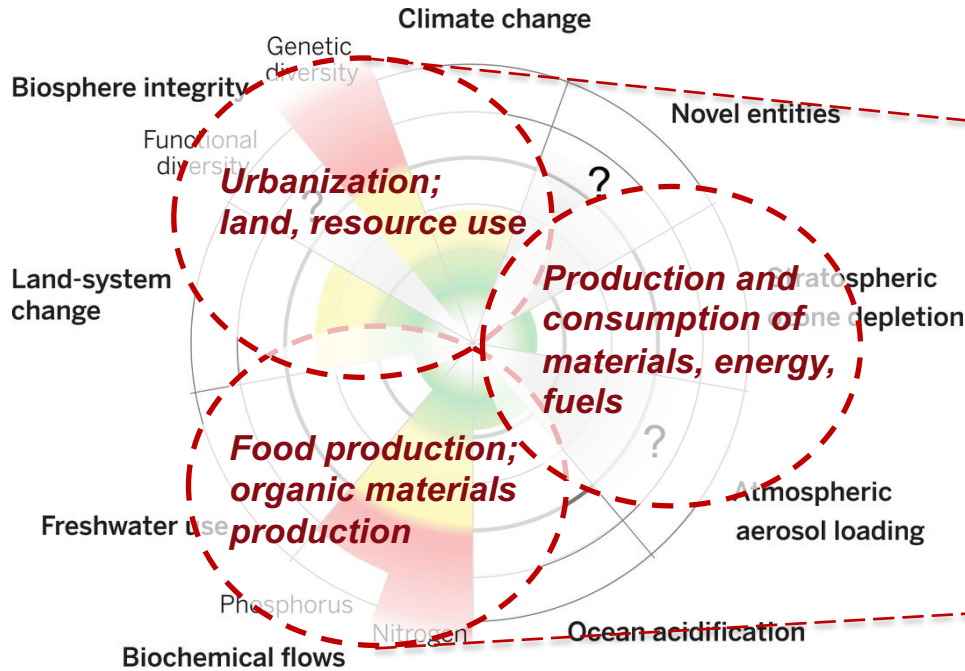 Climate change
Genetic
diversity
Biosphere integrity
Novel entities
Functional
diversity
?
?
Urbanization;
land, resource use
Land-system
change
Production and
consumption of
materials, energy,
fuels
Stratospheric
ozone depletion
Food production;
organic materials
production
?
Atmospheric
aerosol loading
Freshwater use
Phosphorus
Nitrogen
Ocean acidification
Biochemical flows